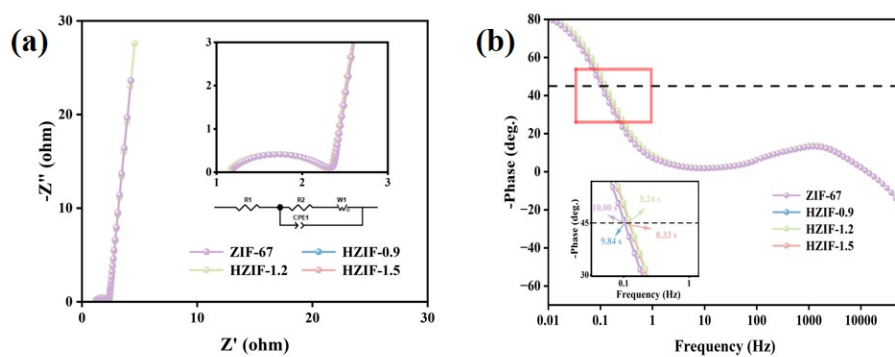 (a)
30
20
10
0
-Z'' (ohm)
0
10
20
30
Z' (ohm)
3
2
1
0
1
2
3
R1
R2
W1
CPE1
ZIF-67
HZIF-0.9
HZIF-1.2
HZIF-1.5
(b)
80
60
40
20
0
−20
−40
−60
-Phase (deg.)
0.01
0.1
1
10
100
1000
10000
Frequency (Hz)
ZIF-67
HZIF-0.9
HZIF-1.2
HZIF-1.5
-Phase (deg.)
45
30
10.00 s
8.24 s
9.84 s
8.33 s
0.1
1
Frequency (Hz)